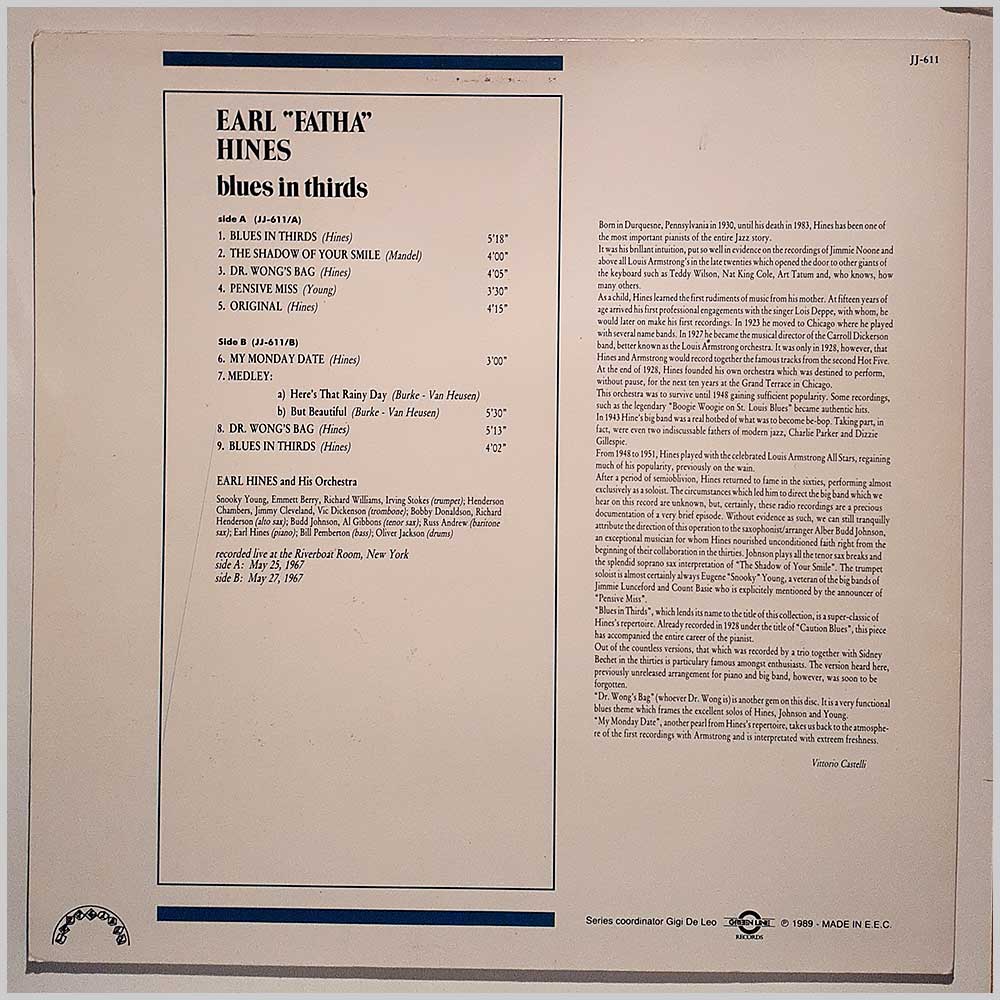 JJ-611
EARL "FATHA"
HINES
blues in thirds
side A (JJ-611/A)
1. BLUES IN THIRDS (Hines) 5'18"
2. THE SHADOW OF YOUR SMILE (Mandel) 4'00"
3. DR. WONG'S BAG (Hines) 4'05"
4. PENSIVE MISS (Young) 3'30"
5. ORIGINAL (Hines) 4'15"
Side B (JJ-611/B)
6. MY MONDAY DATE (Hines) 3'00"
7. MEDLEY:
a) Here's That Rainy Day (Burke - Van Heusen)
b) But Beautiful (Burke - Van Heusen) 5'30"
8. DR. WONG'S BAG (Hines) 5'13"
9. BLUES IN THIRDS (Hines) 4'02"
EARL HINES and His Orchestra
Snooky Young, Emmett Berry, Richard Williams, Irving Stokes (trumpet); Henderson
Chambers, Jimmy Cleveland, Vic Dickenson (trombone); Bobby Donaldson, Richard
Henderson (alto sax); Budd Johnson, Al Gibbons (tenor sax); Russ Andrew (baritone
sax); Earl Hines (piano); Bill Pemberton (bass); Oliver Jackson (drums)
recorded live at the Riverboat Room, New York
side A: May 25, 1967
side B: May 27, 1967
Born in Durquesne, Pennsylvania in 1930, until his death in 1983, Hines has been one of
the most important pianists of the entire Jazz story.
It was his brillant intuition, put so well in evidence on the recordings of Jimmie Noone and
above all Louis Armstrong's in the late twenties which opened the door to other giants of
the keyboard such as Teddy Wilson, Nat King Cole, Art Tatum and, who knows, how
many others.
As a child, Hines learned the first rudiments of music from his mother. At fifteen years of
age arrived his first professional engagements with the singer Lois Deppe, with whom, he
would later on make his first recordings. In 1923 he moved to Chicago where he played
with several name bands. In 1927 he became the musical director of the Carroll Dickerson
band, better known as the Louis Armstrong orchestra. It was only in 1928, however, that
Hines and Armstrong would record together the famous tracks from the second Hot Five.
At the end of 1928, Hines founded his own orchestra which was destined to perform,
without pause, for the next ten years at the Grand Terrace in Chicago.
This orchestra was to survive until 1948 gaining sufficient popularity. Some recordings,
such as the legendary "Boogie Woogie on St. Louis Blues" became authentic hits.
In 1943 Hine's big band was a real hotbed of what was to become be-bop. Taking part, in
fact, were even two indiscussable fathers of modern jazz, Charlie Parker and Dizzie
Gillespie.
From 1948 to 1951, Hines played with the celebrated Louis Armstrong All Stars, regaining
much of his popularity, previously on the wain.
After a period of semioblivion, Hines returned to fame in the sixties, performing almost
exclusively as a soloist. The circumstances which led him to direct the big band which we
hear on this record are unknown, but, certainly, these radio recordings are a precious
documentation of a very brief episode. Without evidence as such, we can still tranquilly
attribute the direction of this operation to the saxophonist/arranger Alber Budd Johnson,
an exceptional musician for whom Hines nourished unconditioned faith right from the
beginning of their collaboration in the thirties. Johnson plays all the tenor sax breaks and
the splendid soprano sax interpretation of "The Shadow of Your Smile". The trumpet
soloist is almost certainly always Eugene "Snooky" Young, a veteran of the big bands of
Jimmie Lunceford and Count Basie who is explicitely mentioned by the announcer of
"Pensive Miss".
"Blues in Thirds", which lends its name to the title of this collection, is a super-classic of
Hines's repertoire. Already recorded in 1928 under the title of "Caution Blues", this piece
has accompanied the entire career of the pianist.
Out of the countless versions, that which was recorded by a trio together with Sidney
Bechet in the thirties is particulary famous amongst enthusiasts. The version heard here,
previously unreleased arrangement for piano and big band, however, was soon to be
forgotten.
"Dr. Wong's Bag" (whoever Dr. Wong is) is another gem on this disc. It is a very functional
blues theme which frames the excellent solos of Hines, Johnson and Young.
"My Monday Date", another pearl from Hines's repertoire, takes us back to the atmosphe-
re of the first recordings with Armstrong and is interpretated with extreem freshness.
Vittorio Castelli
Series coordinator Gigi De Leo GREEN LINE RECORDS ℗ 1989 - MADE IN E.E.C.